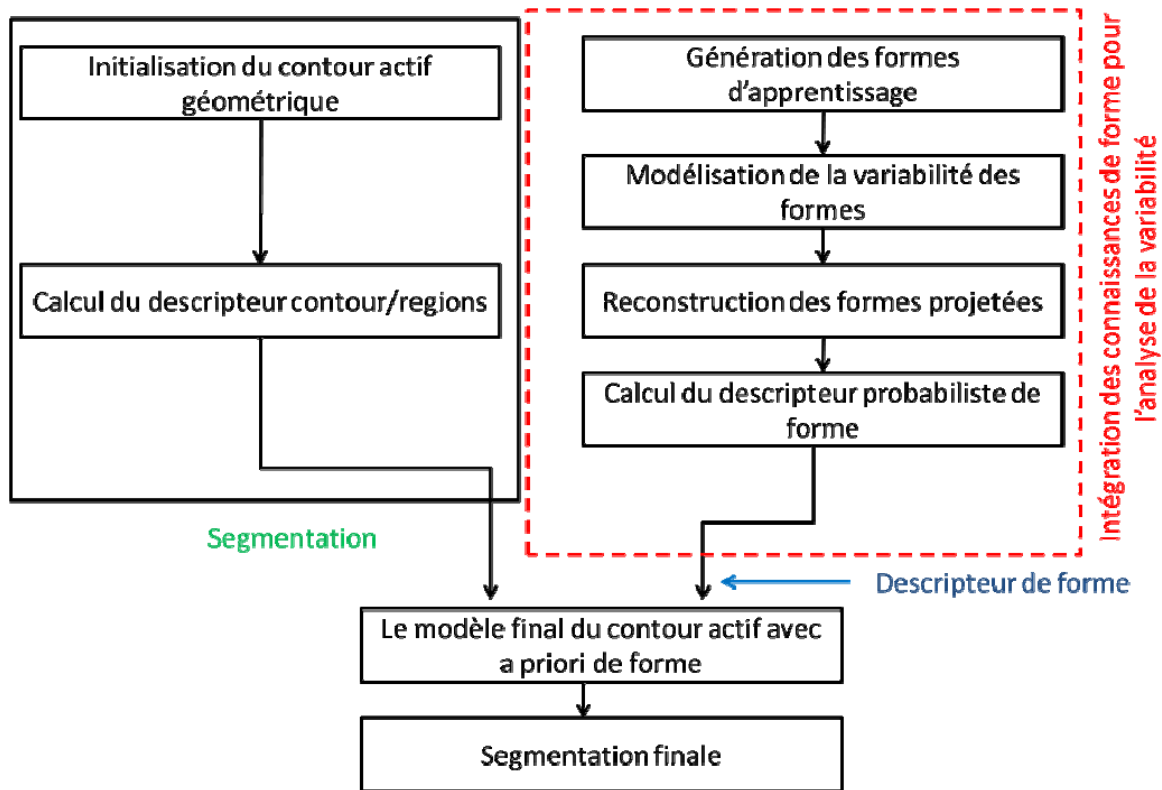 Initialisation du contour actif
géométrique
Calcul du descripteur contour/regions
Segmentation
Génération des formes
d'apprentissage
Modélisation de la variabilité des
formes
Reconstruction des formes projetées
Calcul du descripteur probabiliste de
forme
Intégration des connaissances de forme pour
l'analyse de la variabilité
Descripteur de forme
Le modèle final du contour actif avec
a priori de forme
Segmentation finale